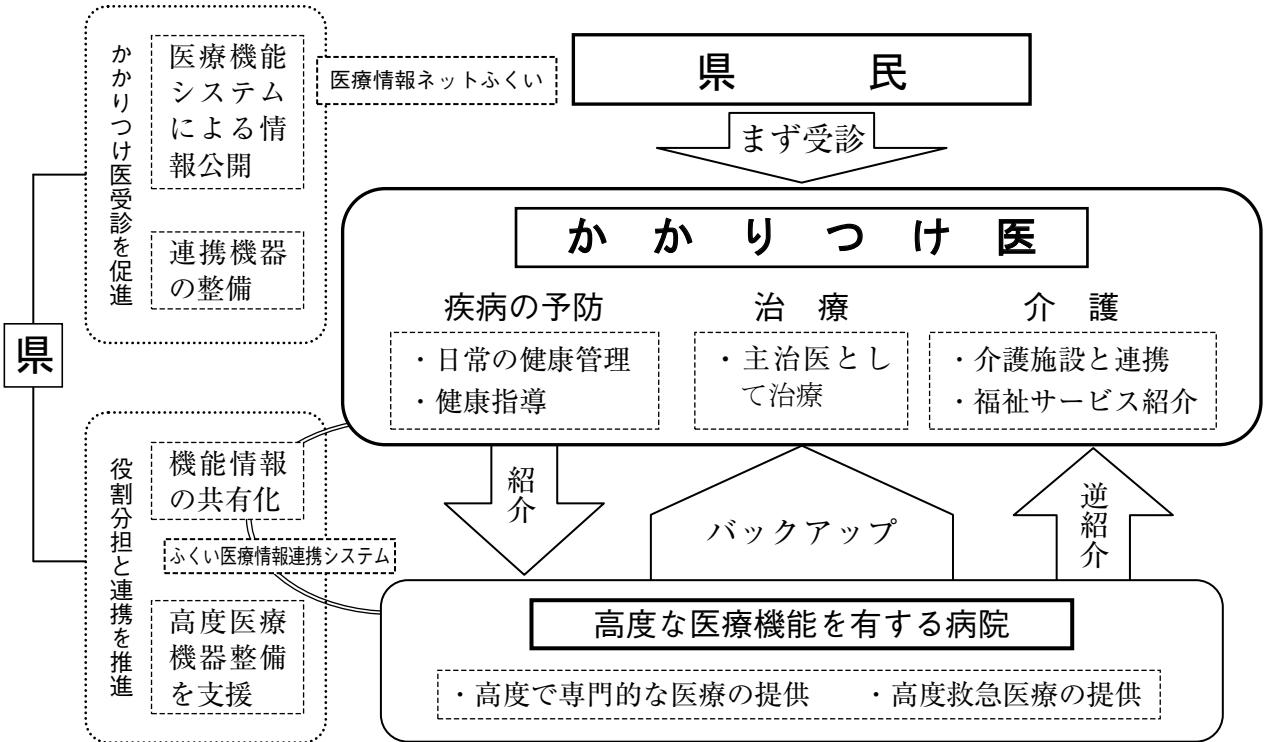 県
かかりつけ医受診を促進
医療機能
システム
による情
報公開
連携機器
の整備
医療情報ネットふくい
県　　民
まず受診
かかりつけ医
疾病の予防
・日常の健康管理
・健康指導
治　療
・主治医とし
て治療
介　護
・介護施設と連携
・福祉サービス紹介
役割分担と連携を推進
機能情報
の共有化
ふくい医療情報連携システム
高度医療
機器整備
を支援
紹介
バックアップ
逆紹介
高度な医療機能を有する病院
・高度で専門的な医療の提供　・高度救急医療の提供